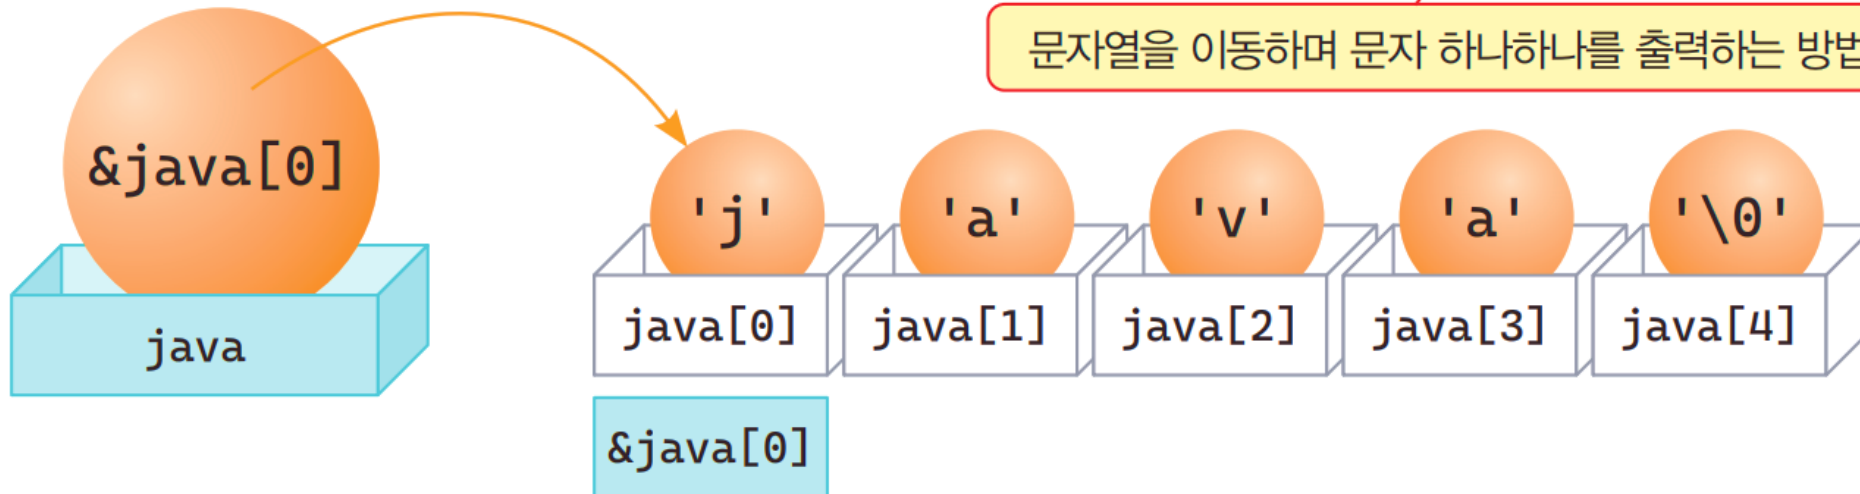 문자열을 이동하며 문자 하나하나를 출력하는 방법
&java[0]
java
'j' 'a' 'v' 'a' '\0'
java[0] java[1] java[2] java[3] java[4]
&java[0]